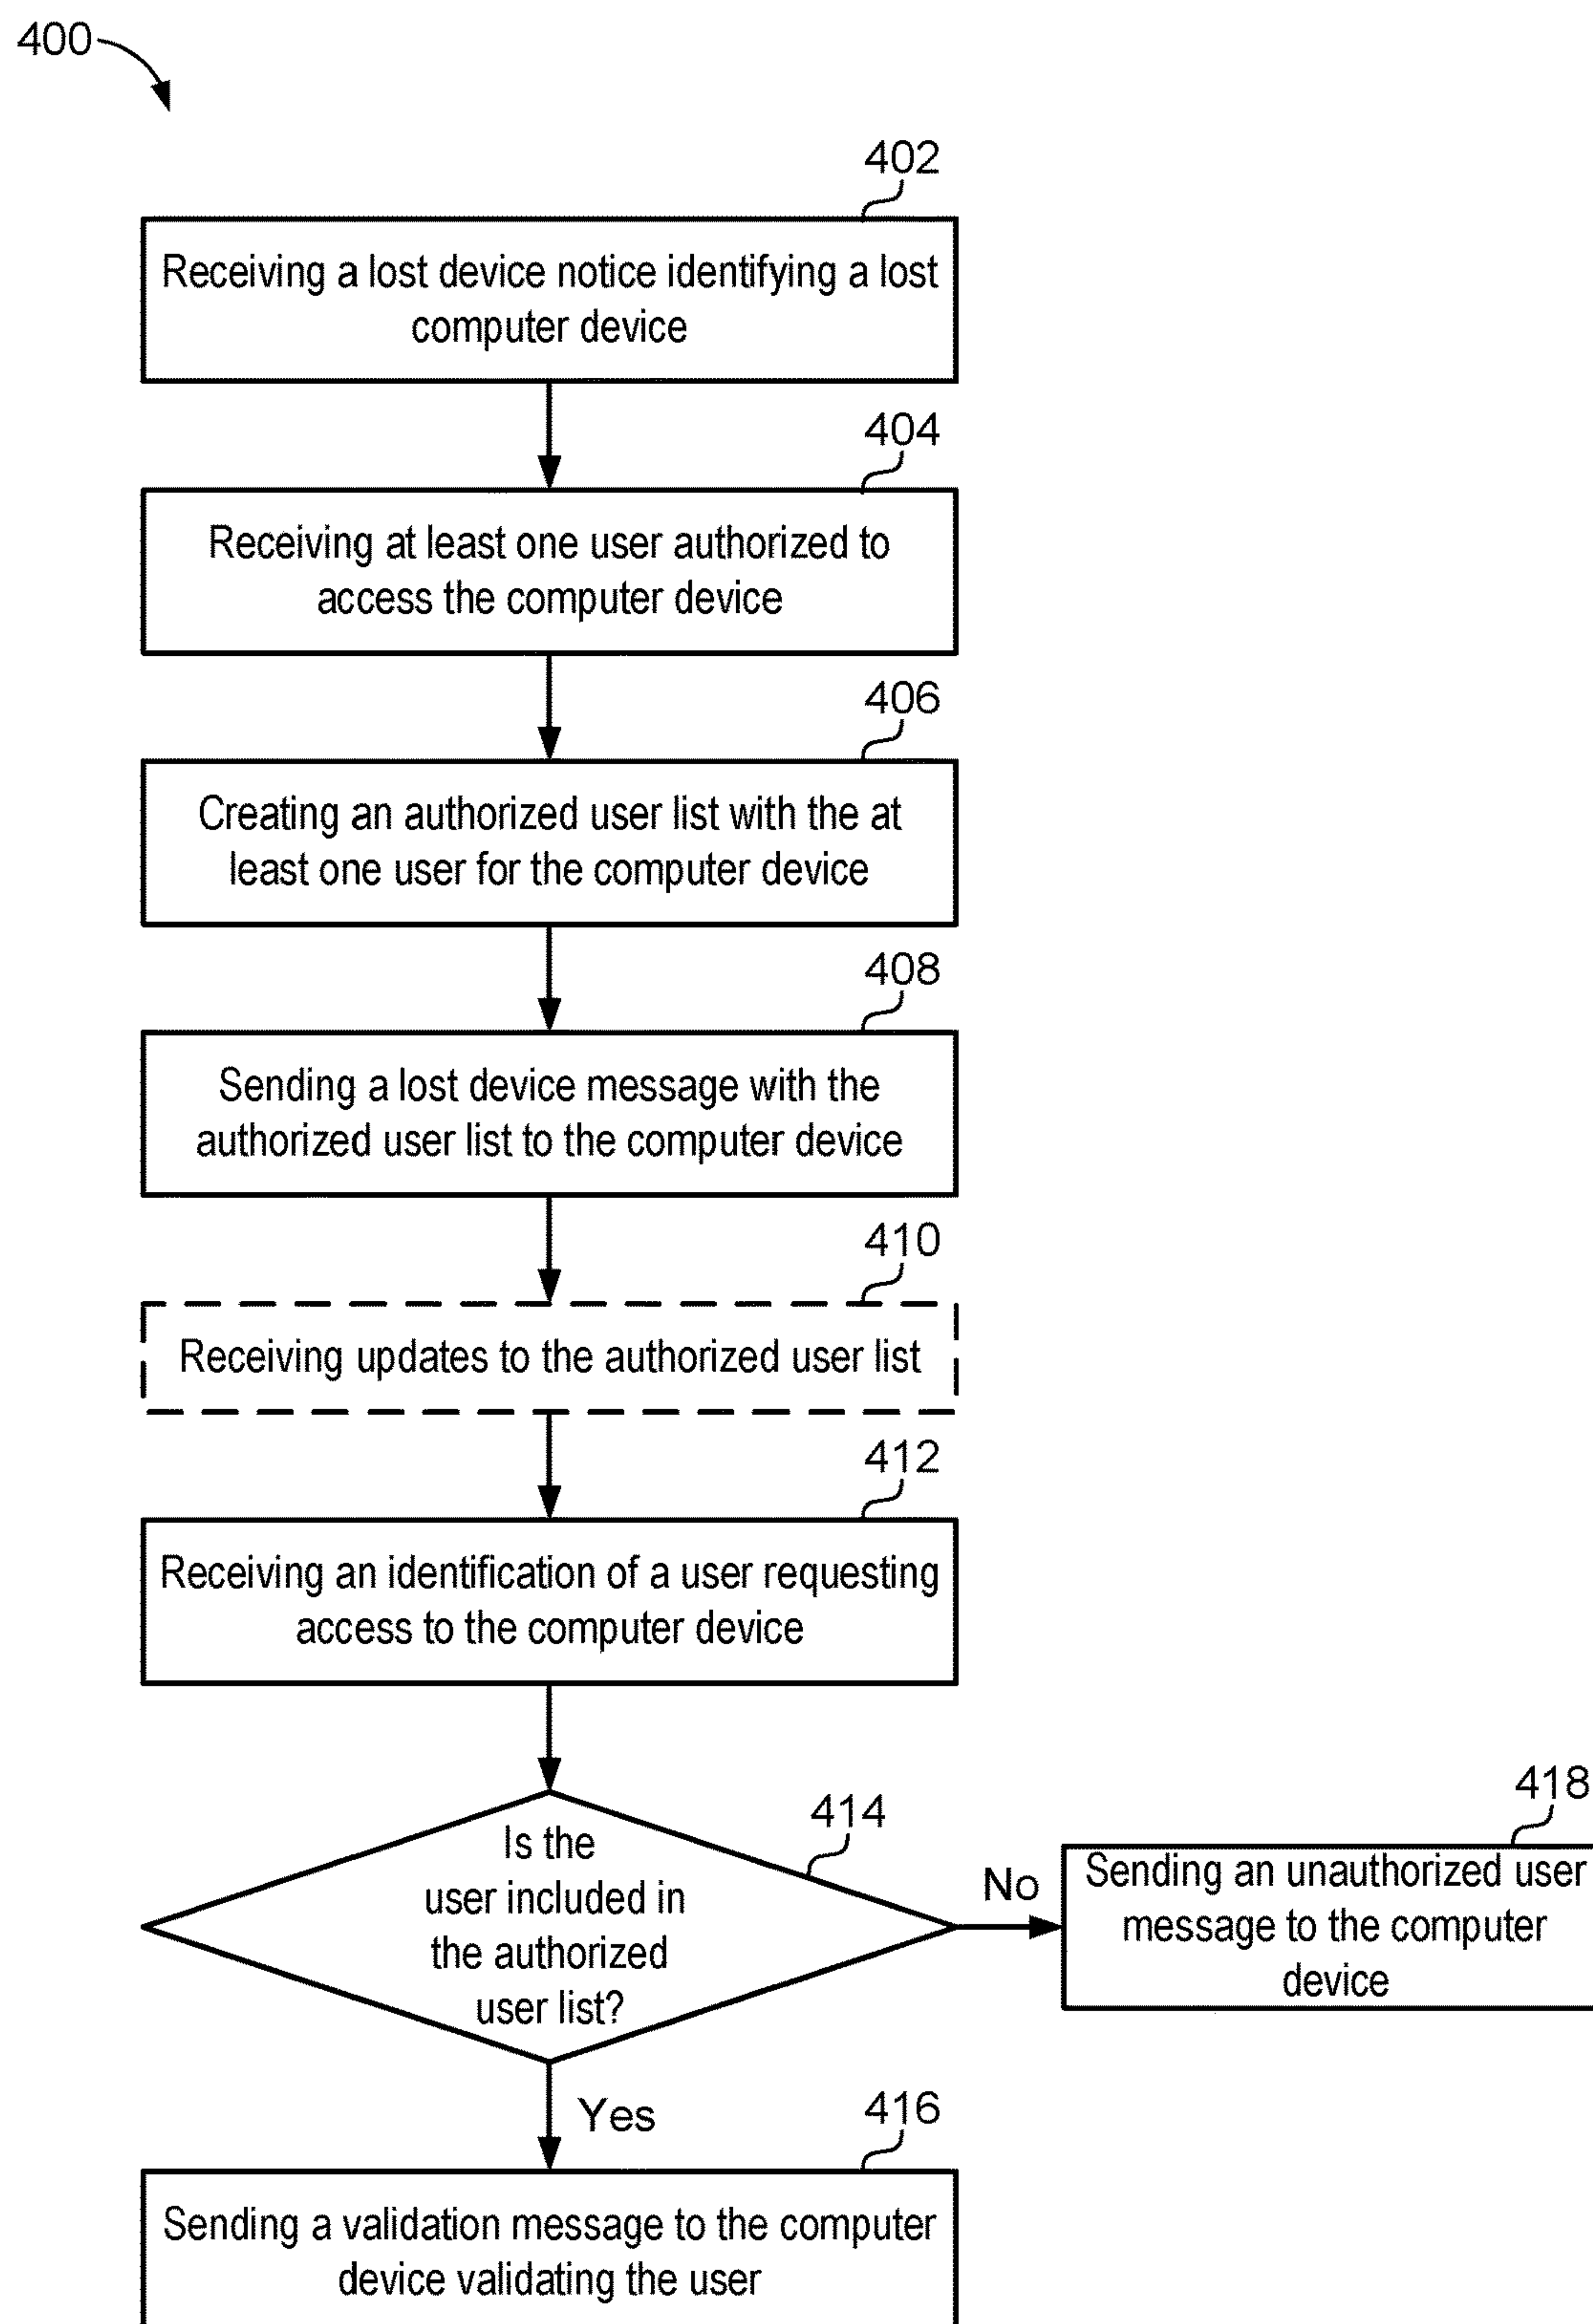 400
402
Receiving a lost device notice identifying a lost
computer device
404
Receiving at least one user authorized to
access the computer device
406
Creating an authorized user list with the at
least one user for the computer device
408
Sending a lost device message with the
authorized user list to the computer device
410
Receiving updates to the authorized user list
412
Receiving an identification of a user requesting
access to the computer device
414
Is the
user included in
the authorized
user list?
No
418
Sending an unauthorized user
message to the computer
device
Yes
416
Sending a validation message to the computer
device validating the user